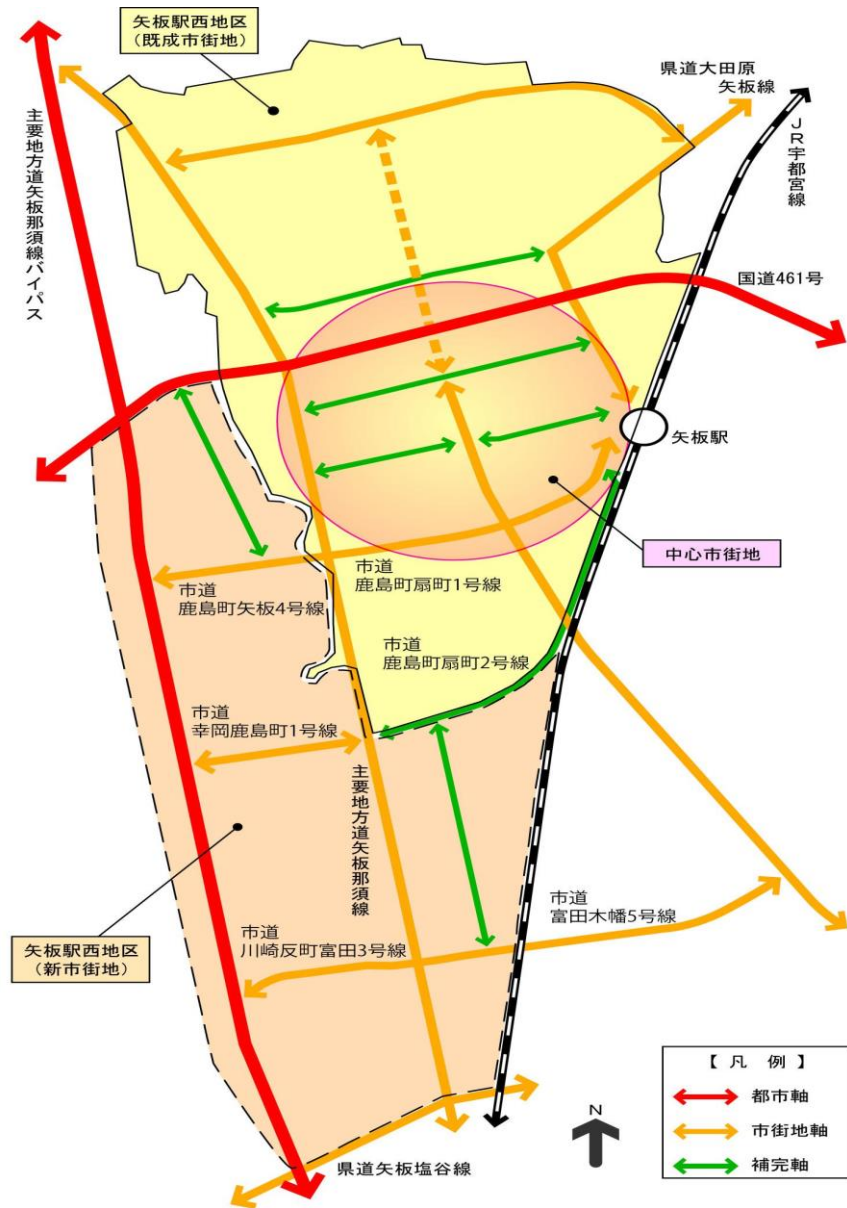 矢板駅西地区
(既成市街地)
県道大田原
矢板線
JR宇都宮線
主要地方道矢板那須線バイパス
国道461号
矢板駅
中心市街地
市道
鹿島町扇町1号線
市道
鹿島町矢板4号線
市道
鹿島町扇町2号線
市道
幸岡鹿島町1号線
主要地方道矢板那須線
市道
富田木幡5号線
矢板駅西地区
(新市街地)
市道
川崎反町富田3号線
県道矢板塩谷線
N
【凡 例】
都市軸
市街地軸
補完軸